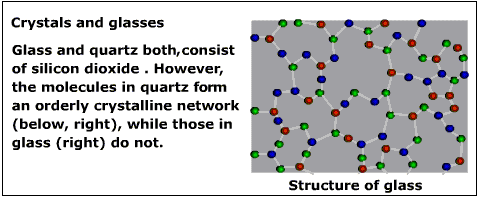 Crystals and glasses
Glass and quartz both,consist
of silicon dioxide . However,
the molecules in quartz form
an orderly crystalline network
(below, right), while those in
glass (right) do not.
Structure of glass